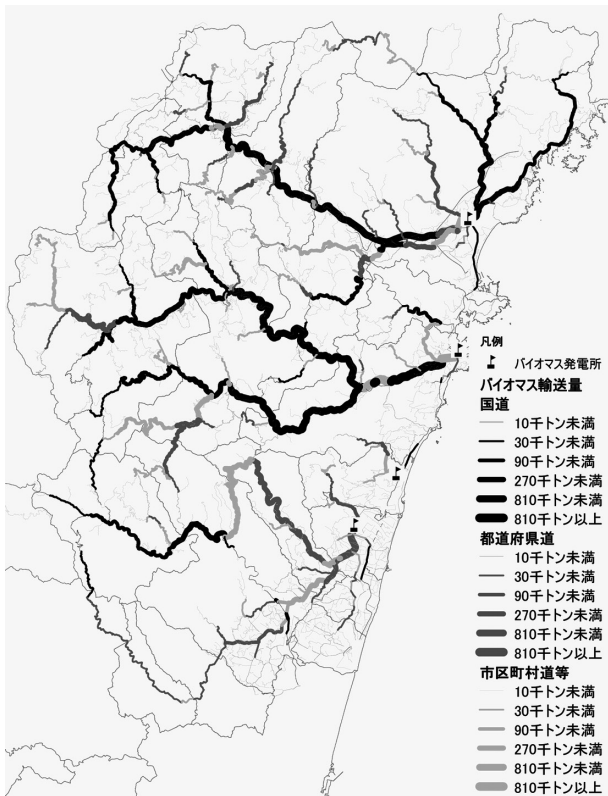 凡例
バイオマス発電所
バイオマス輸送量
国道
10千トン未満
30千トン未満
90千トン未満
270千トン未満
810千トン未満
810千トン以上
都道府県道
10千トン未満
30千トン未満
90千トン未満
270千トン未満
810千トン未満
810千トン以上
市区町村道等
10千トン未満
30千トン未満
90千トン未満
270千トン未満
810千トン未満
810千トン以上